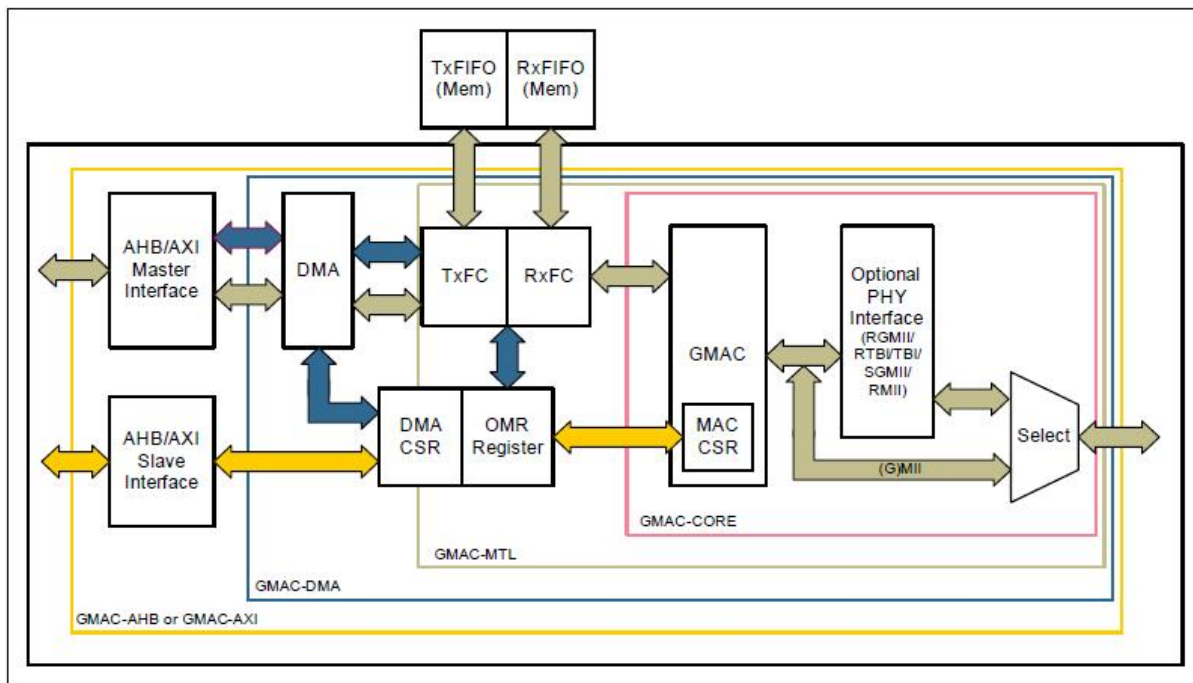 TxFIFO
(Mem)
RxFIFO
(Mem)
AHB/AXI
Master
Interface
DMA
TxFC
RxFC
GMAC
Optional
PHY
Interface
(RGMII/
RTBI/TBI/
SGMII/
RMII)
AHB/AXI
Slave
Interface
DMA
CSR
OMR
Register
MAC
CSR
Select
(G)MII
GMAC-CORE
GMAC-MTL
GMAC-DMA
GMAC-AHB or GMAC-AXI